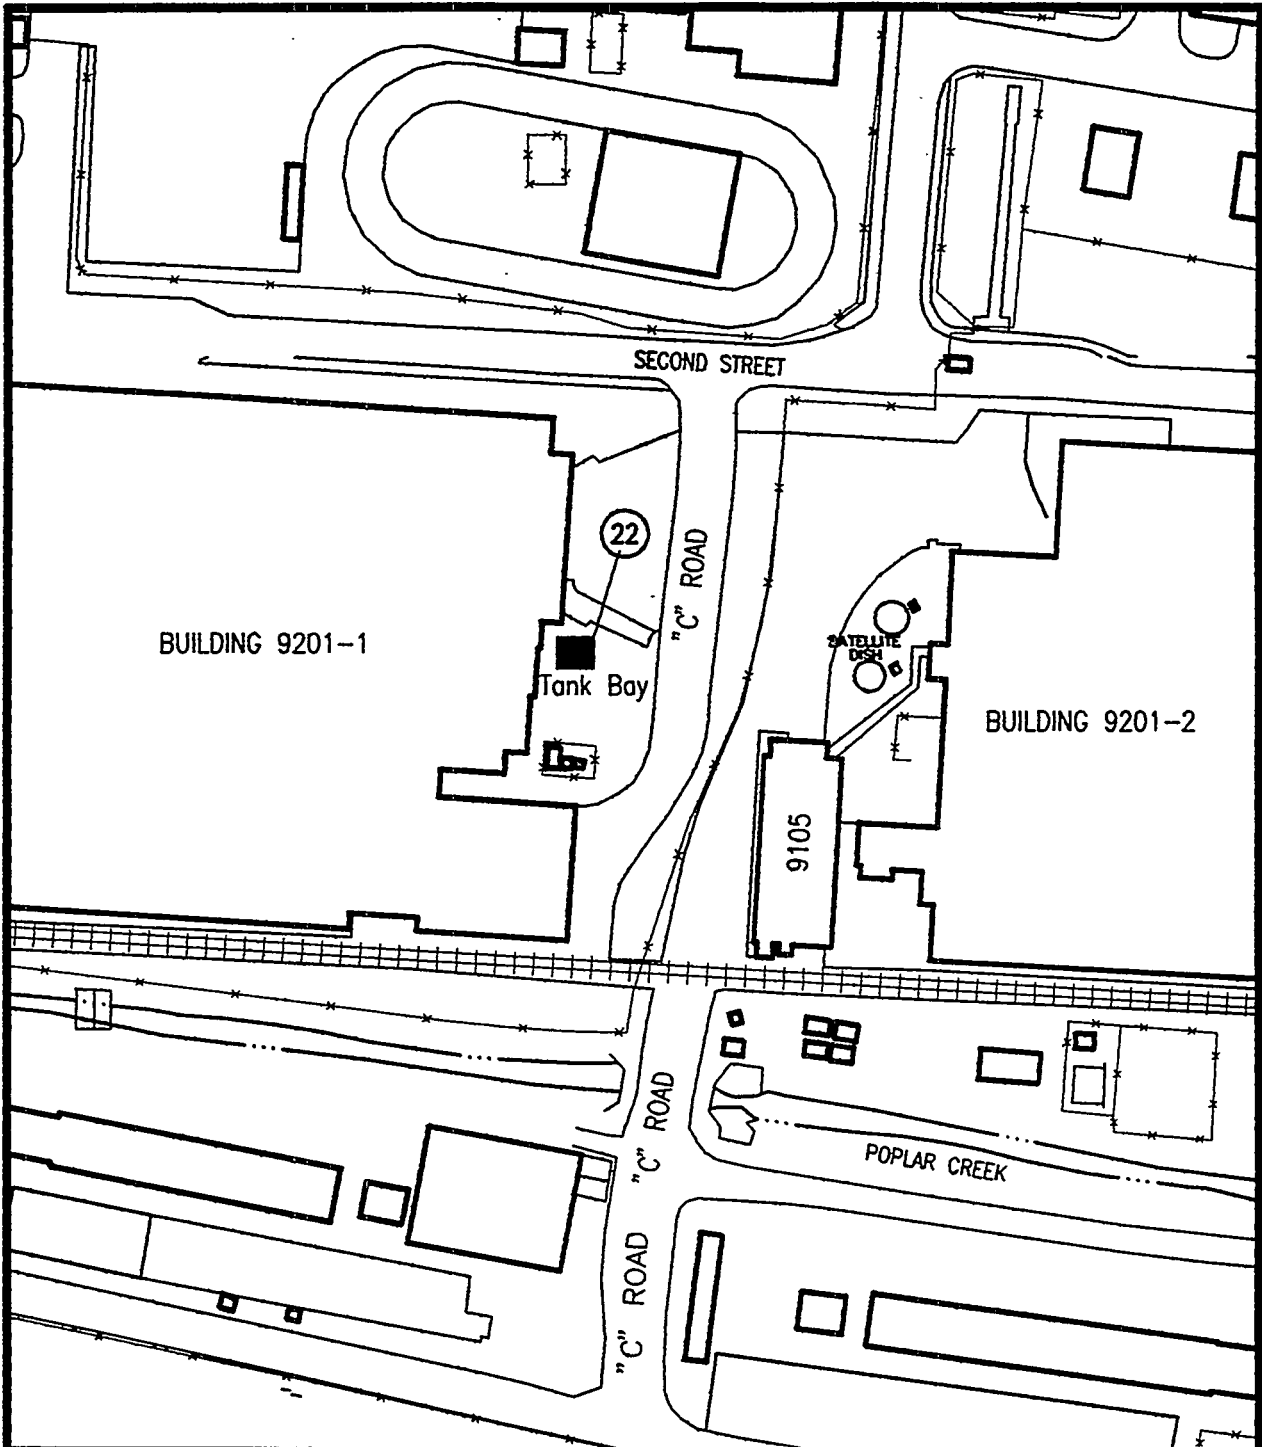 SECOND STREET
22
"C" ROAD
BUILDING 9201-1
SATELLITE
DISH
Tank Bay
BUILDING 9201-2
9105
"C" ROAD
POPLAR CREEK
"C" ROAD